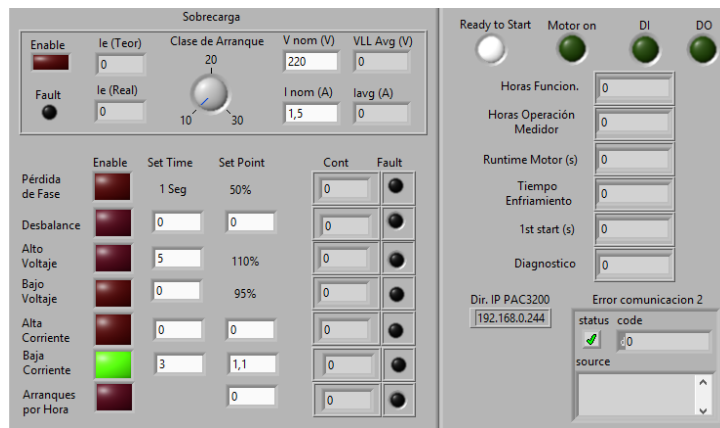 Sobrecarga
Enable
Ie (Teor)
0
Clase de Arranque
20
10
30
V nom (V)
220
VLL Avg (V)
0
Fault
Ie (Real)
0
I nom (A)
1,5
Iavg (A)
0
Enable Set Time Set Point Cont Fault
Pérdida
de Fase
1 Seg 50% 0
Desbalance 0 0 0
Alto
Voltaje
5 110% 0
Bajo
Voltaje
0 95% 0
Alta
Corriente
0 0 0
Baja
Corriente
3 1,1 0
Arranques
por Hora
0 0
Ready to Start Motor on DI DO
Horas Funcion. 0
Horas Operación
Medidor
0
Runtime Motor (s) 0
Tiempo
Enfriamiento
0
1st start (s) 0
Diagnostico 0
Dir. IP PAC3200
192.168.0.244
Error comunicacion 2
status code
d0
source